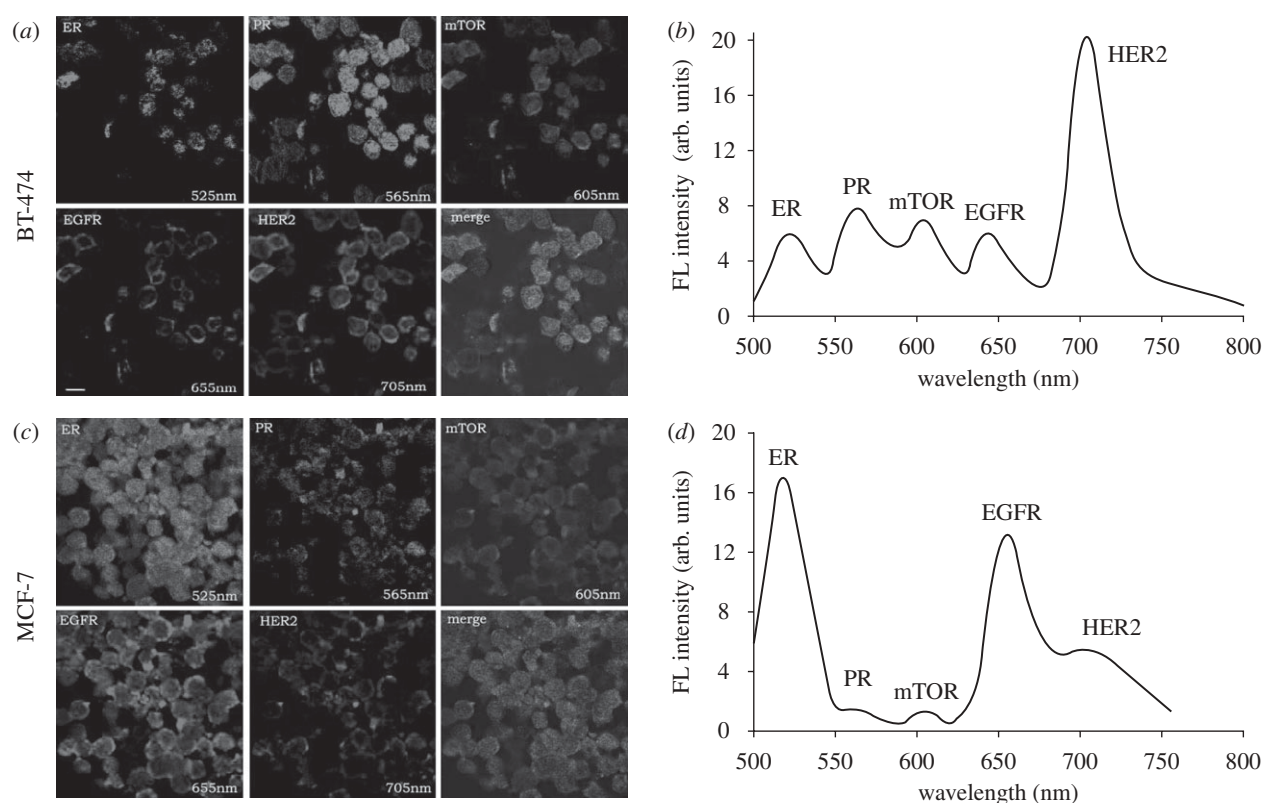 (a)
BT-474
ER
525nm
PR
565nm
mTOR
605nm
EGFR
655nm
HER2
705nm
merge
(b)
FL intensity (arb. units)
20
16
12
8
4
0
ER
PR
mTOR
EGFR
HER2
500 550 600 650 700 750 800
wavelength (nm)
(c)
MCF-7
ER
525nm
PR
565nm
mTOR
605nm
EGFR
655nm
HER2
705nm
merge
(d)
FL intensity (arb. units)
20
16
12
8
4
0
ER
PR
mTOR
EGFR
HER2
500 550 600 650 700 750 800
wavelength (nm)